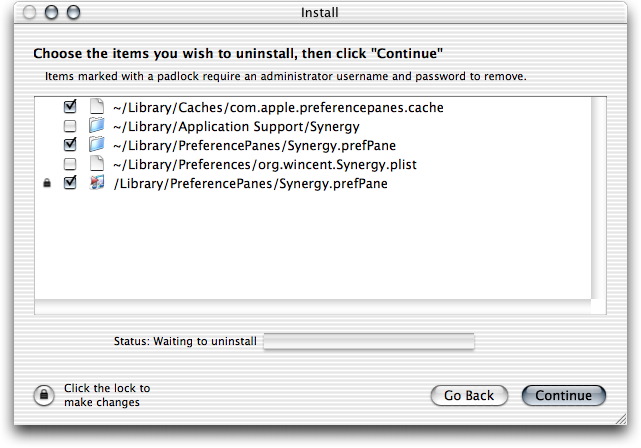 Install
Choose the items you wish to uninstall, then click "Continue"
Items marked with a padlock require an administrator username and password to remove.
~/Library/Caches/com.apple.preferencepanes.cache
~/Library/Application Support/Synergy
~/Library/PreferencePanes/Synergy.prefPane
~/Library/Preferences/org.wincent.Synergy.plist
/Library/PreferencePanes/Synergy.prefPane
Status: Waiting to uninstall
Click the lock to
make changes
Go Back
Continue